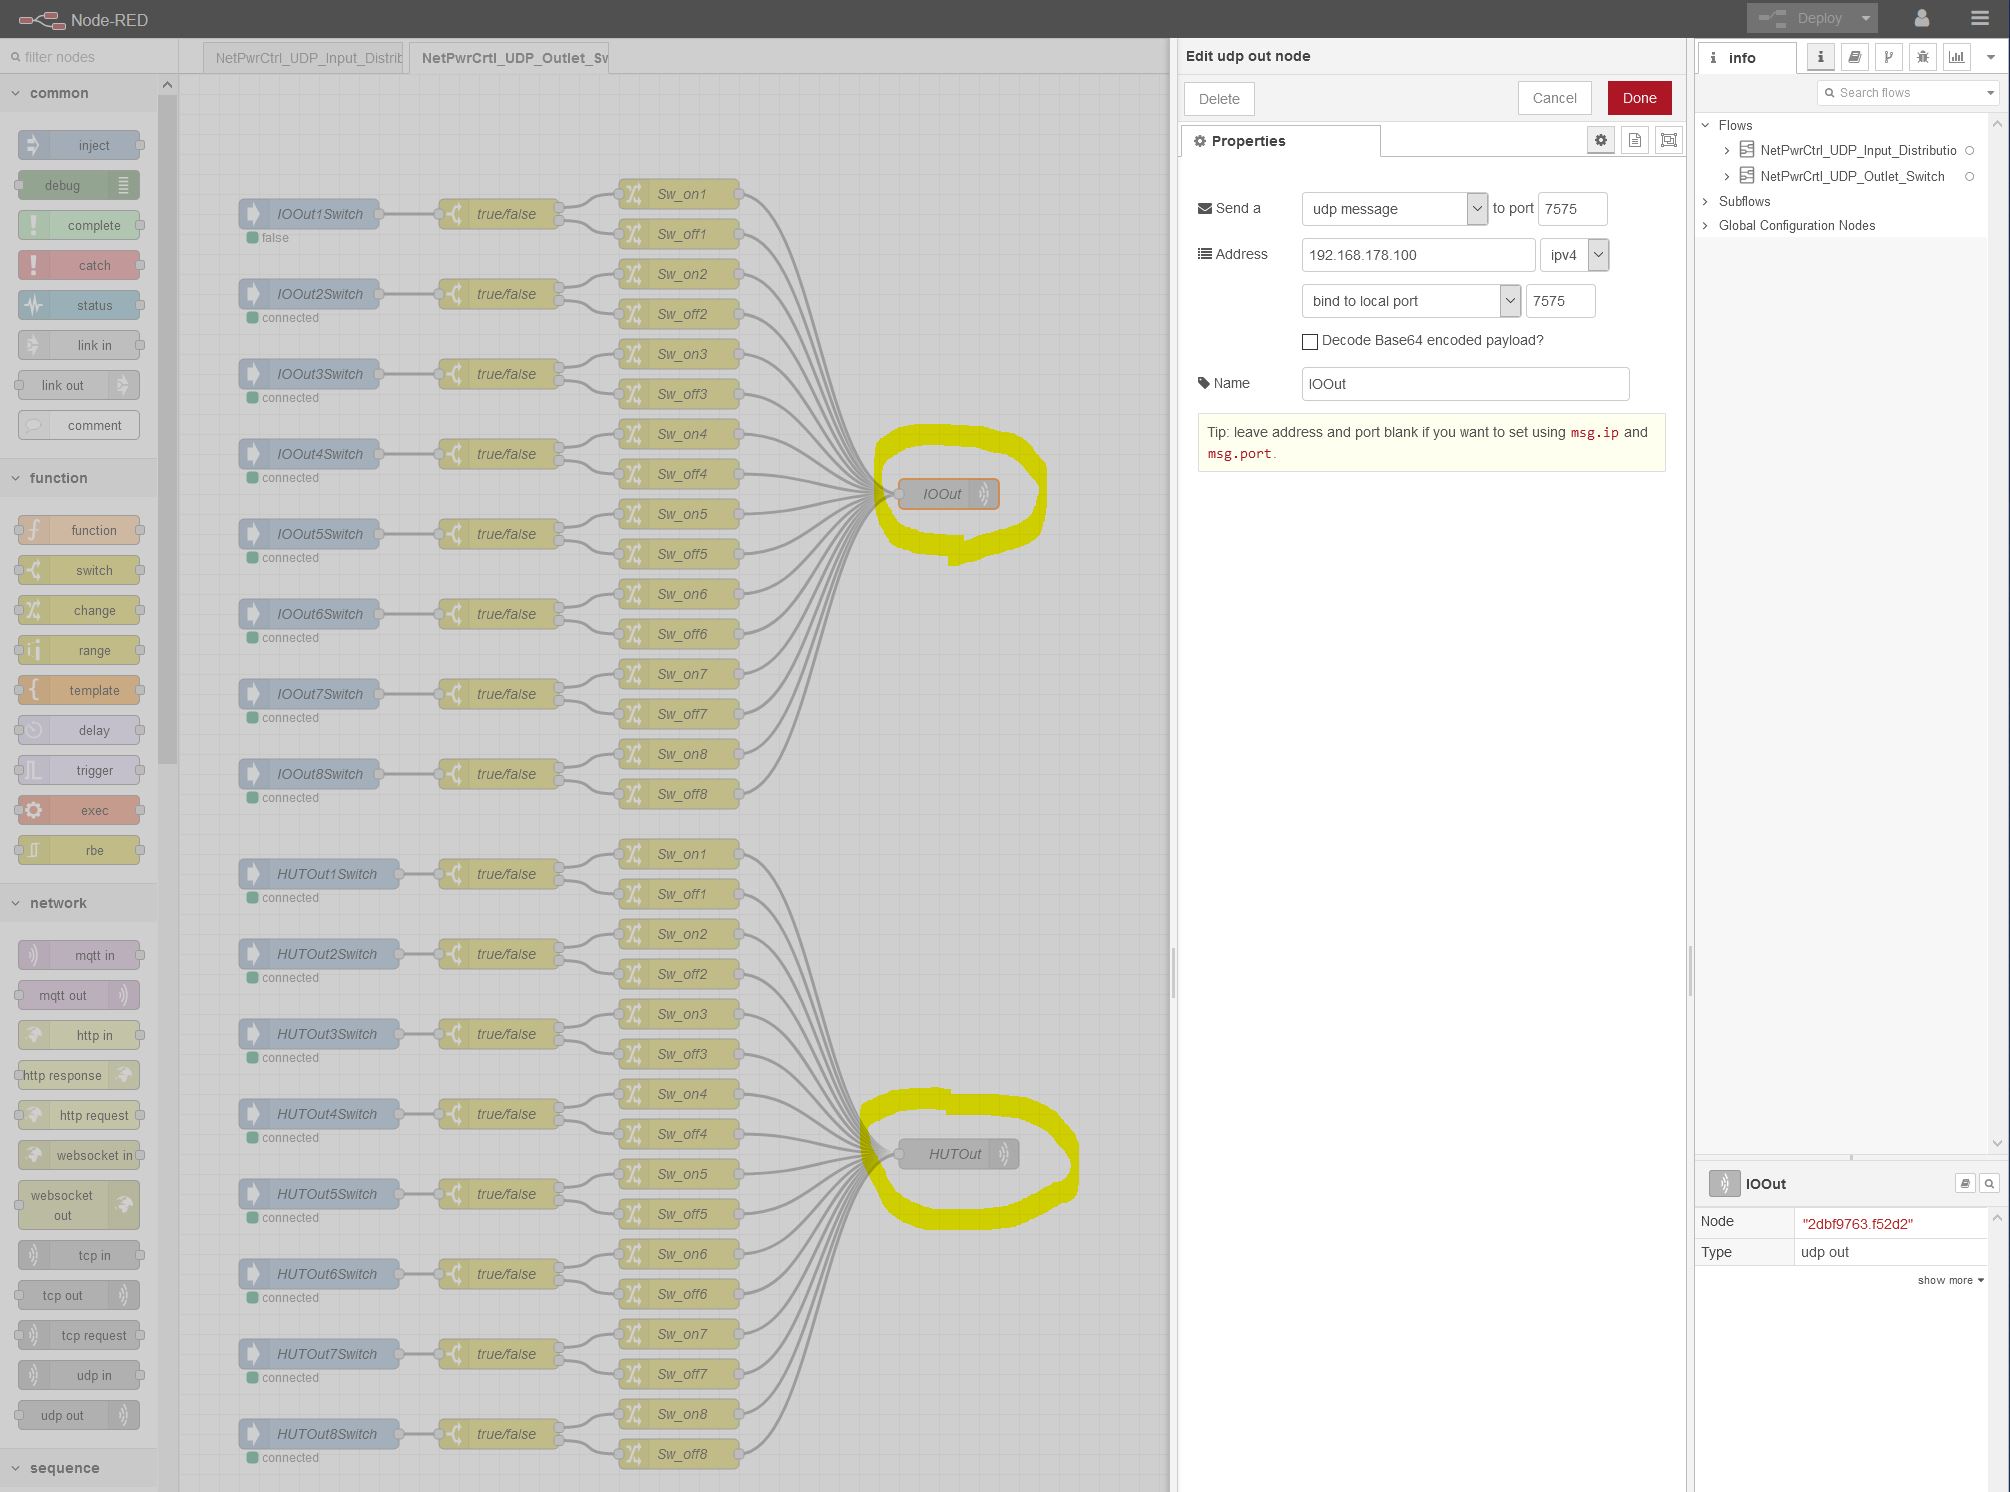 Node-RED
Deploy
filter nodes
common
inject
debug
complete
catch
status
link in
link out
comment
function
function
switch
change
range
template
delay
trigger
exec
rbe
network
mqtt in
mqtt out
http in
http response
http request
websocket in
websocket
out
tcp in
tcp out
tcp request
udp in
udp out
sequence
NetPwrCtrl_UDP_Input_Distrib
NetPwrCrtl_UDP_Outlet_Sw
IOOut1Switch
false
true/false
Sw_on1
Sw_off1
IOOut2Switch
connected
true/false
Sw_on2
Sw_off2
IOOut3Switch
connected
true/false
Sw_on3
Sw_off3
IOOut4Switch
connected
true/false
Sw_on4
Sw_off4
IOOut5Switch
connected
true/false
Sw_on5
Sw_off5
IOOut6Switch
connected
true/false
Sw_on6
Sw_off6
IOOut7Switch
connected
true/false
Sw_on7
Sw_off7
IOOut8Switch
connected
true/false
Sw_on8
Sw_off8
IOOut
HUTOut1Switch
connected
true/false
Sw_on1
Sw_off1
HUTOut2Switch
connected
true/false
Sw_on2
Sw_off2
HUTOut3Switch
connected
true/false
Sw_on3
Sw_off3
HUTOut4Switch
connected
true/false
Sw_on4
Sw_off4
HUTOut5Switch
connected
true/false
Sw_on5
Sw_off5
HUTOut6Switch
connected
true/false
Sw_on6
Sw_off6
HUTOut7Switch
connected
true/false
Sw_on7
Sw_off7
HUTOut8Switch
connected
true/false
Sw_on8
Sw_off8
HUTOut
Edit udp out node
Delete Cancel Done
Properties
Send a udp message to port 7575
Address 192.168.178.100 ipv4
bind to local port 7575
Decode Base64 encoded payload?
Name IOOut
Tip: leave address and port blank if you want to set using msg.ip and
msg.port.
info
Search flows
Flows
NetPwrCtrl_UDP_Input_Distributio
NetPwrCrtl_UDP_Outlet_Switch
Subflows
Global Configuration Nodes
IOOut
Node "2dbf9763.f52d2"
Type udp out
show more